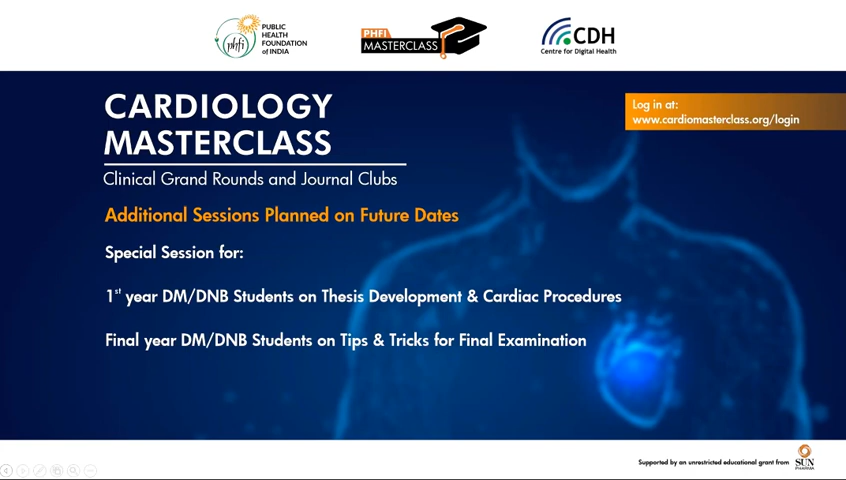 phfi
PUBLIC
HEALTH
FOUNDATION
of INDIA
PHFI
MASTERCLASS
CDH
Centre for Digital Health
CARDIOLOGY
MASTERCLASS
Log in at:
www.cardiomasterclass.org/login
Clinical Grand Rounds and Journal Clubs
Additional Sessions Planned on Future Dates
Special Session for:
1st year DM/DNB Students on Thesis Development & Cardiac Procedures
Final year DM/DNB Students on Tips & Tricks for Final Examination
Supported by an unrestricted educational grant from
SUN
PHARMA